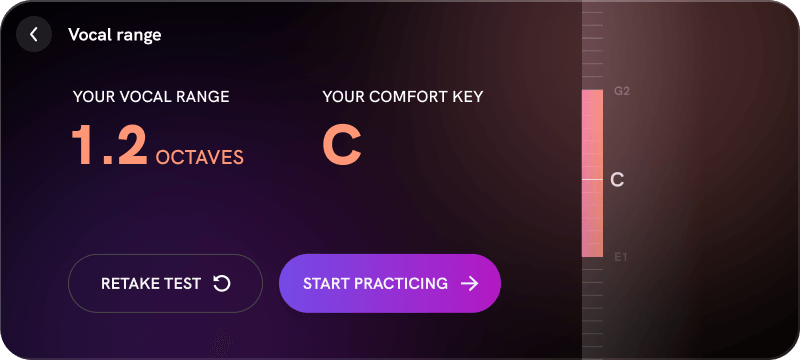 Vocal range
YOUR VOCAL RANGE
1.2 OCTAVES
YOUR COMFORT KEY
C
RETAKE TEST
START PRACTICING
G2
C
E1